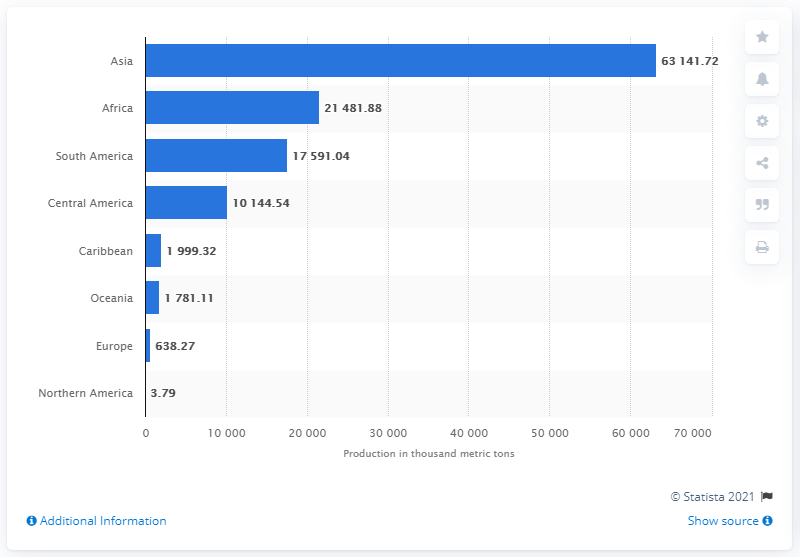 Asia 63 141.72
Africa 21 481.88
South America 17 591.04
Central America 10 144.54
Caribbean 1 999.32
Oceania 1 781.11
Europe 638.27
Northern America 3.79
0 10 000 20 000 30 000 40 000 50 000 60 000 70 000
Production in thousand metric tons
© Statista 2021
Additional Information Show source